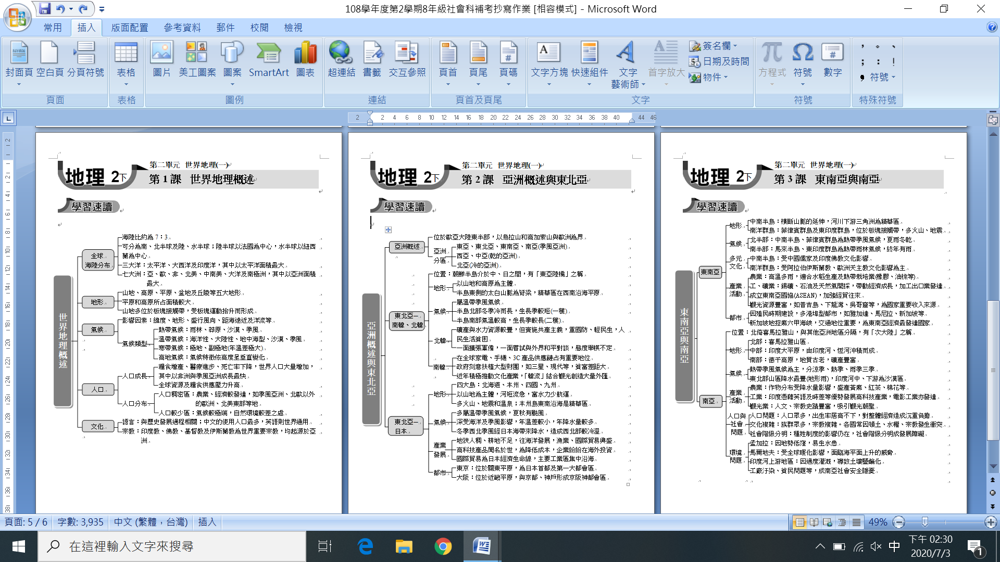 108學年度第2學期8年級社會科補考抄寫作業 [相容模式] - Microsoft Word
常用 插入 版面配置 參考資料 郵件 校閱 檢視
封面頁 空白頁 分頁符號 表格 圖片 美工圖案 圖案 SmartArt 圖表 超連結 書籤 交互參照 頁首 頁尾 頁碼 文字方塊 快速組件 文字藝術師 首字放大 簽名欄 日期及時間 物件 方程式 符號 數字 符號
頁面 表格 圖例 連結 頁首及頁尾 文字 符號 特殊符號
2 2 4 6 8 10 12 14 16 18 20 22 24 26 28 30 32 34 36 38 40 44 46
地理 2下
第二單元 世界地理(一)
第 1 課 世界地理概述
學習速讀
世界地理概述
全球海陸分布
海陸比約為 7：3
可分為南、北半球及陸、水半球；陸半球以法國為中心，水半球以紐西
蘭為中心
三大洋：太平洋、大西洋及印度洋，其中以太平洋面積最大
七大洲：亞、歐、非、北美、中南美、大洋及南極洲，其中以亞洲面積
最大
地形
山地、高原、平原、盆地及丘陵等五大地形
平原和高原所占面積較大
山地多位於板塊接觸帶，受板塊運動抬升而形成
氣候
影響因素：緯度、地形、盛行風向、距海遠近及洋流等
氣候類型
熱帶氣候：雨林、莽原、沙漠、季風
溫帶氣候：海洋性、大陸性、地中海型、沙漠、季風
寒帶氣候：極地、副極地(年溫差極大)
高地氣候：氣候特徵依高度呈垂直變化
人口
人口成長
糧食增產、醫療進步、死亡率下降，世界人口大量增加，
其中以非洲與季風亞洲成長最快
全球資源及糧食供應壓力升高
人口分布
人口稠密區：農業、經濟較發達，如季風亞洲、北歐以外
的歐洲、北美東部等地
人口較少區：氣候較極端，自然環境較差之處
文化
語言：與歷史發展過程相關；中文的使用人口最多，英語則世界通用
宗教：印度教、佛教、基督教及伊斯蘭教為世界重要宗教，均起源於亞
洲
地理 2下
第二單元 世界地理(一)
第 2 課 亞洲概述與東北亞
學習速讀
亞洲概述與東北亞
亞洲概述
位於歐亞大陸東半部，以烏拉山和高加索山與歐洲為界
亞洲分區
東亞、東北亞、東南亞、南亞(季風亞洲)
西亞、中亞(乾的亞洲)
北亞(冷的亞洲)
東北亞—南韓、北韓
位置：朝鮮半島介於中、日之間，有「東亞陸橋」之稱
地形
以山地和高原為主體
半島東側的太白山脈為脊梁，精華區在西南沿海平原
氣候
屬溫帶季風氣候
半島北部冬季冷而長，生長季較短(一穫)
半島南部氣溫較高，生長季較長(二穫)
北韓
礦產與水力資源較豐，但實施共產主義，重國防、輕民生，人
民生活貧困
一面擴張軍備，一面嘗試與外界和平對談，態度舉棋不定
南韓
在全球家電、手機、3C 產品供應鏈占有重要地位
政府刻意扶植大型財團，如三星、現代等，貧富差距大
近年積極推動文化產業，「韓流」結合觀光創造大量外匯
東北亞—日本
地形
四大島：北海道、本州、四國、九州
以山地為主體，河短流急，富水力少航運
多火山、地震和溫泉；本州島東南沿海是精華區
氣候
多屬溫帶季風氣候，夏秋有颱風
深受海洋及季風影響，年溫差較小，年降水量較多
冬季西北季風經日本海帶來降水，造成西北部較冷溼
產業發展
地狹人稠、耕地不足，往海洋發展，漁業、國際貿易興盛
高科技產品聞名於世，為降低成本，企業紛紛在海外投資
國際貿易為日本經濟生命線，主要工業區集中沿海
都市
東京：位於關東平原，為日本首都及第一大都會區
大阪：位於近畿平原，與京都、神戶形成京阪神都會區
地理 2下
第二單元 世界地理(一)
第 3 課 東南亞與南亞
學習速讀
東南亞與南亞
東南亞
地形
中南半島：橫斷山脈的延伸，河川下游三角洲為精華區
南洋群島：菲律賓群島及東印度群島，位於板塊接觸帶，多火山、地震
氣候
北半部：中南半島、菲律賓群島為熱帶季風氣候，夏雨冬乾
南半部：馬來半島、東印度群島為熱帶雨林氣候，終年有雨
多元文化
中南半島：受中國儒家及印度佛教文化影響
南洋群島：受阿拉伯伊斯蘭教、歐洲天主教文化影響為主
產業活動
農業：高溫多雨，適合水稻生產及熱帶栽培業(橡膠、油棕等)
工、礦業：錫礦、石油及天然氣開採，帶動經濟成長，加工出口業發達
成立東南亞國協(ASEAN)，加強經貿往來
觀光資源豐富，如普吉島、下龍灣、吳哥窟等，為國家重要收入來源
都市
因殖民時期建設，多港埠型都市，如雅加達、馬尼拉、新加坡等
新加坡地控麻六甲海峽，交通地位重要，為東南亞經濟最發達國家
南亞
位置：北倚喜馬拉雅山，與其他亞洲地區分隔，有「次大陸」之稱
地形
北部：喜馬拉雅山區
中部：印度大平原，由印度河、恆河沖積而成
南部：德干高原，地質古老，礦產豐富
氣候
熱帶季風氣候為主，分涼季、熱季、雨季三季
東北部山區降水最豐(地形雨)，印度河中、下游為沙漠區
產業活動
農業：作物分布受降水量影響，盛產黃麻、紅茶、棉花等
工業：印度憑藉英語及時差等優勢發展高科技產業，電影工業亦發達
觀光業：人文、宗教史蹟豐富，吸引觀光朝聖
人口與社會問題
人口問題：人口眾多，出生率居高不下，對整體經濟造成沉重負擔
文化複雜：族群眾多，宗教複雜。各國常因領土、水權、宗教發生衝突
社會階級分明：種姓制度的影響仍在，社會階級分明成發展障礙
環境問題
孟加拉：因地勢低窪，易生水患
馬爾地夫：受全球暖化影響，面臨海平面上升的威脅
印度河上游地區：因過度灌溉，導致土壤鹽鹼化
工廠汙染、貧民問題等，成南亞社會安全隱憂
頁面: 5 / 6 字數: 3,935 中文 (繁體，台灣) 插入 49%
在這裡輸入文字來搜尋
中
下午 02:30
2020/7/3
1